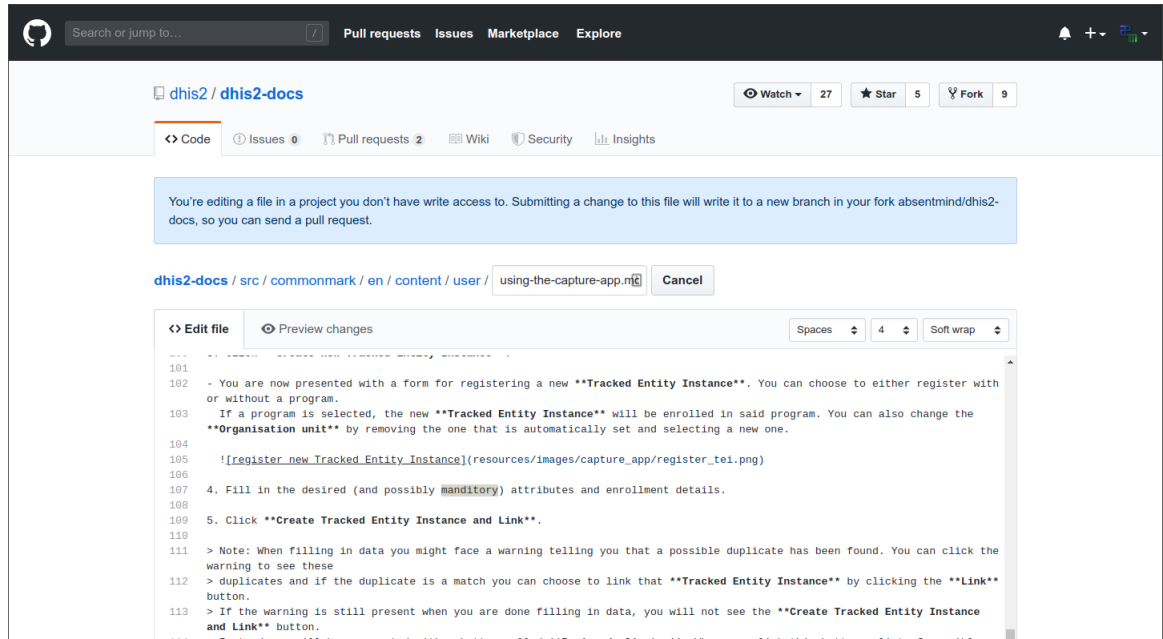 Search or jump to... / Pull requests Issues Marketplace Explore
dhis2 / dhis2-docs Watch 27 Star 5 Fork 9
Code Issues 0 Pull requests 2 Wiki Security Insights
You’re editing a file in a project you don’t have write access to. Submitting a change to this file will write it to a new branch in your fork absentmind/dhis2-
docs, so you can send a pull request.
dhis2-docs / src / commonmark / en / content / user / using-the-capture-app.md Cancel
Edit file Preview changes Spaces 4 Soft wrap
101
102 - You are now presented with a form for registering a new **Tracked Entity Instance**. You can choose to either register with
or without a program.
103 If a program is selected, the new **Tracked Entity Instance** will be enrolled in said program. You can also change the
**Organisation unit** by removing the one that is automatically set and selecting a new one.
104
105 ![register new Tracked Entity Instance](resources/images/capture_app/register_tei.png)
106
107 4. Fill in the desired (and possibly manditory) attributes and enrollment details.
108
109 5. Click **Create Tracked Entity Instance and Link**.
110
111 > Note: When filling in data you might face a warning telling you that a possible duplicate has been found. You can click the
warning to see these
112 > duplicates and if the duplicate is a match you can choose to link that **Tracked Entity Instance** by clicking the **Link**
button.
113 > If the warning is still present when you are done filling in data, you will not see the **Create Tracked Entity Instance
and Link** button.